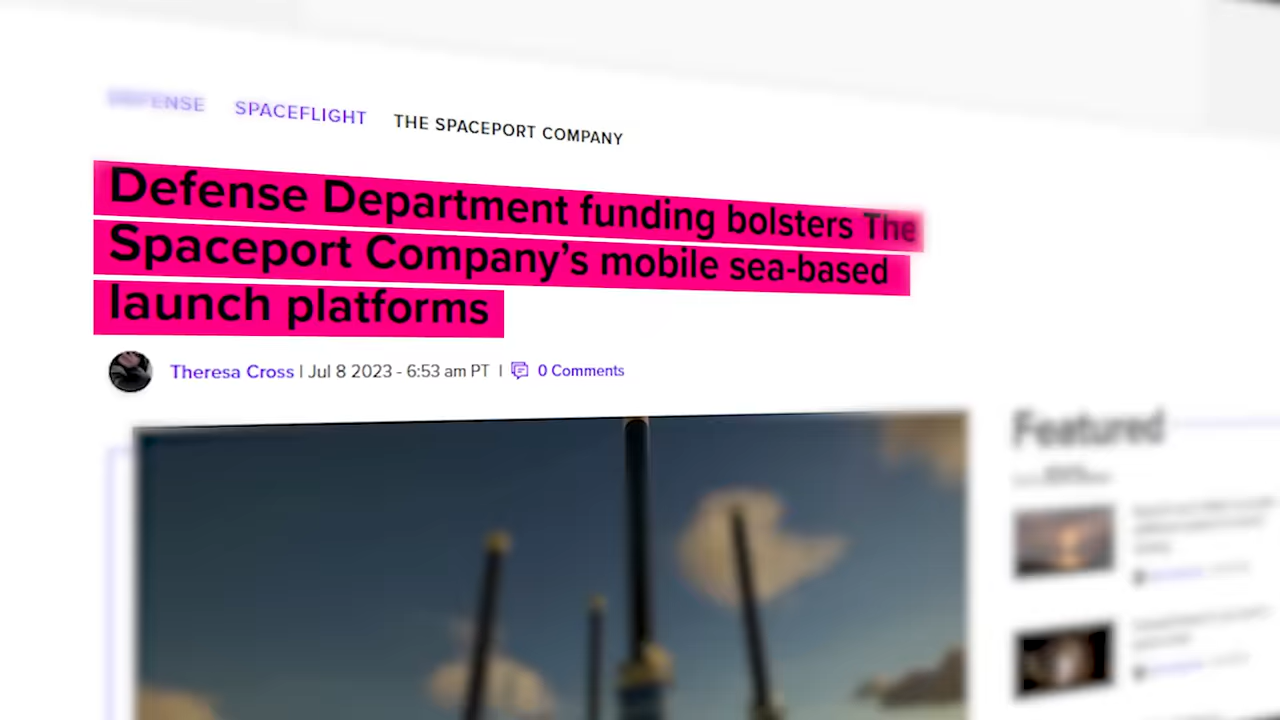 DEFENSE SPACEFLIGHT THE SPACEPORT COMPANY
Defense Department funding bolsters The
Spaceport Company’s mobile sea-based
launch platforms
Theresa Cross | Jul 8 2023 - 6:53 am PT | 0 Comments
Featured